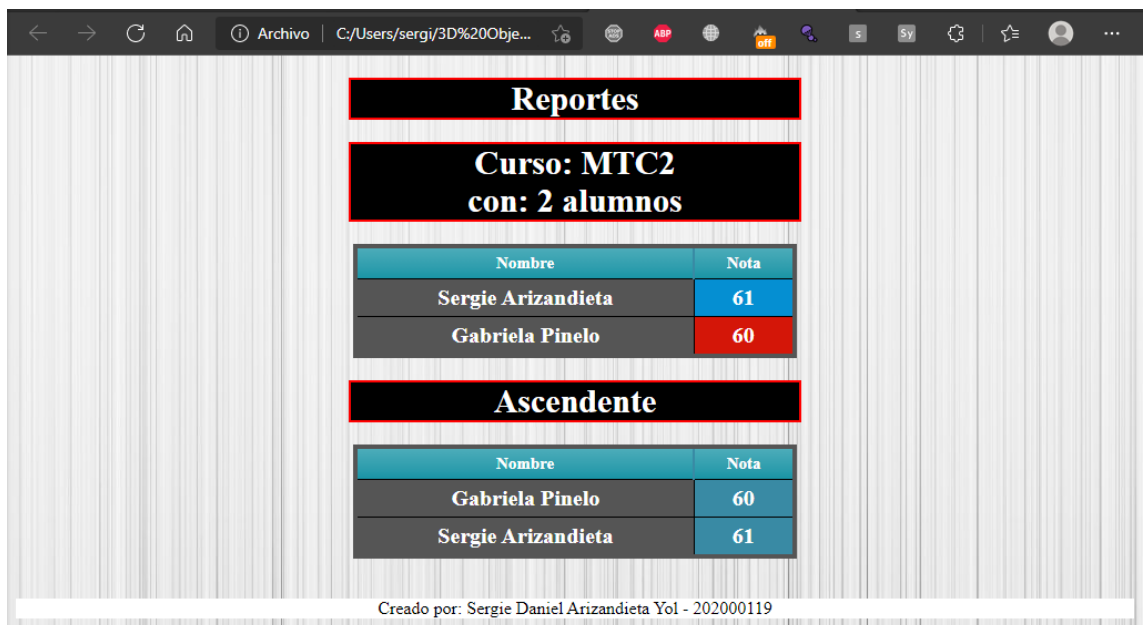 Archivo
C:/Users/sergi/3D%20Obje...
ABP
off
S
Sy
Reportes
Curso: MTC2
con: 2 alumnos
Nombre Nota
Sergie Arizandieta 61
Gabriela Pinelo 60
Ascendente
Nombre Nota
Gabriela Pinelo 60
Sergie Arizandieta 61
Creado por: Sergie Daniel Arizandieta Yol - 202000119